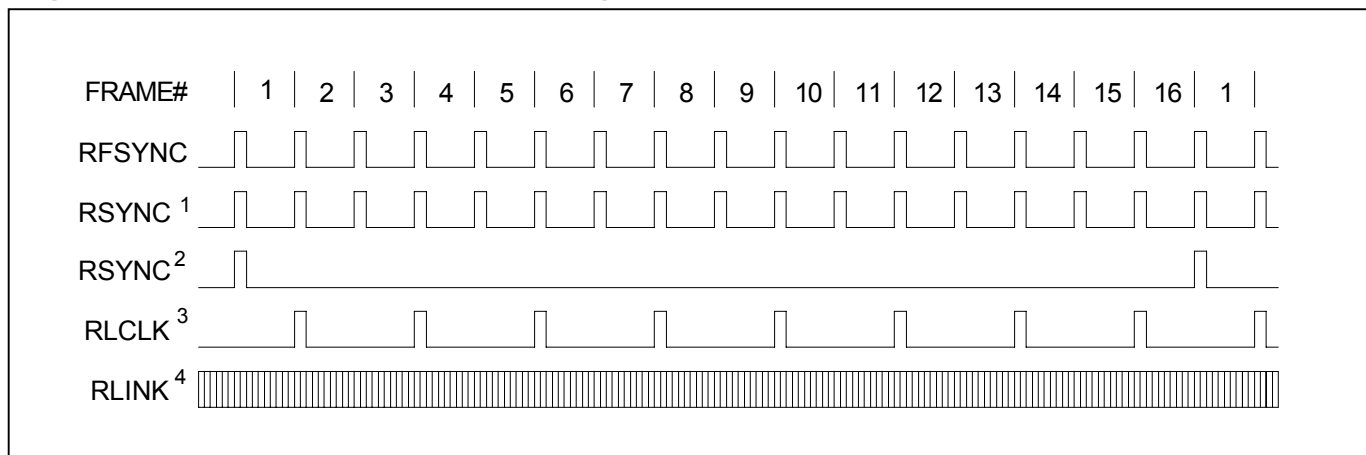 FRAME# 1 2 3 4 5 6 7 8 9 10 11 12 13 14 15 16 1
RFSYNC
RSYNC 1
RSYNC 2
RLCLK 3
RLINK 4